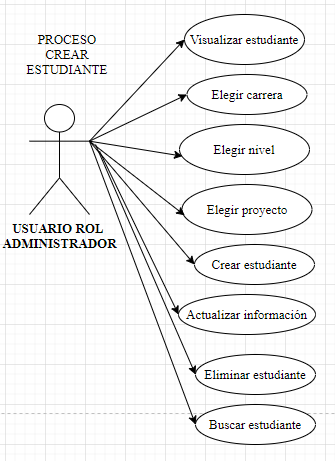 PROCESO
CREAR
ESTUDIANTE
USUARIO ROL
ADMINISTRADOR
Visualizar estudiante
Elegir carrera
Elegir nivel
Elegir proyecto
Crear estudiante
Actualizar información
Eliminar estudiante
Buscar estudiante